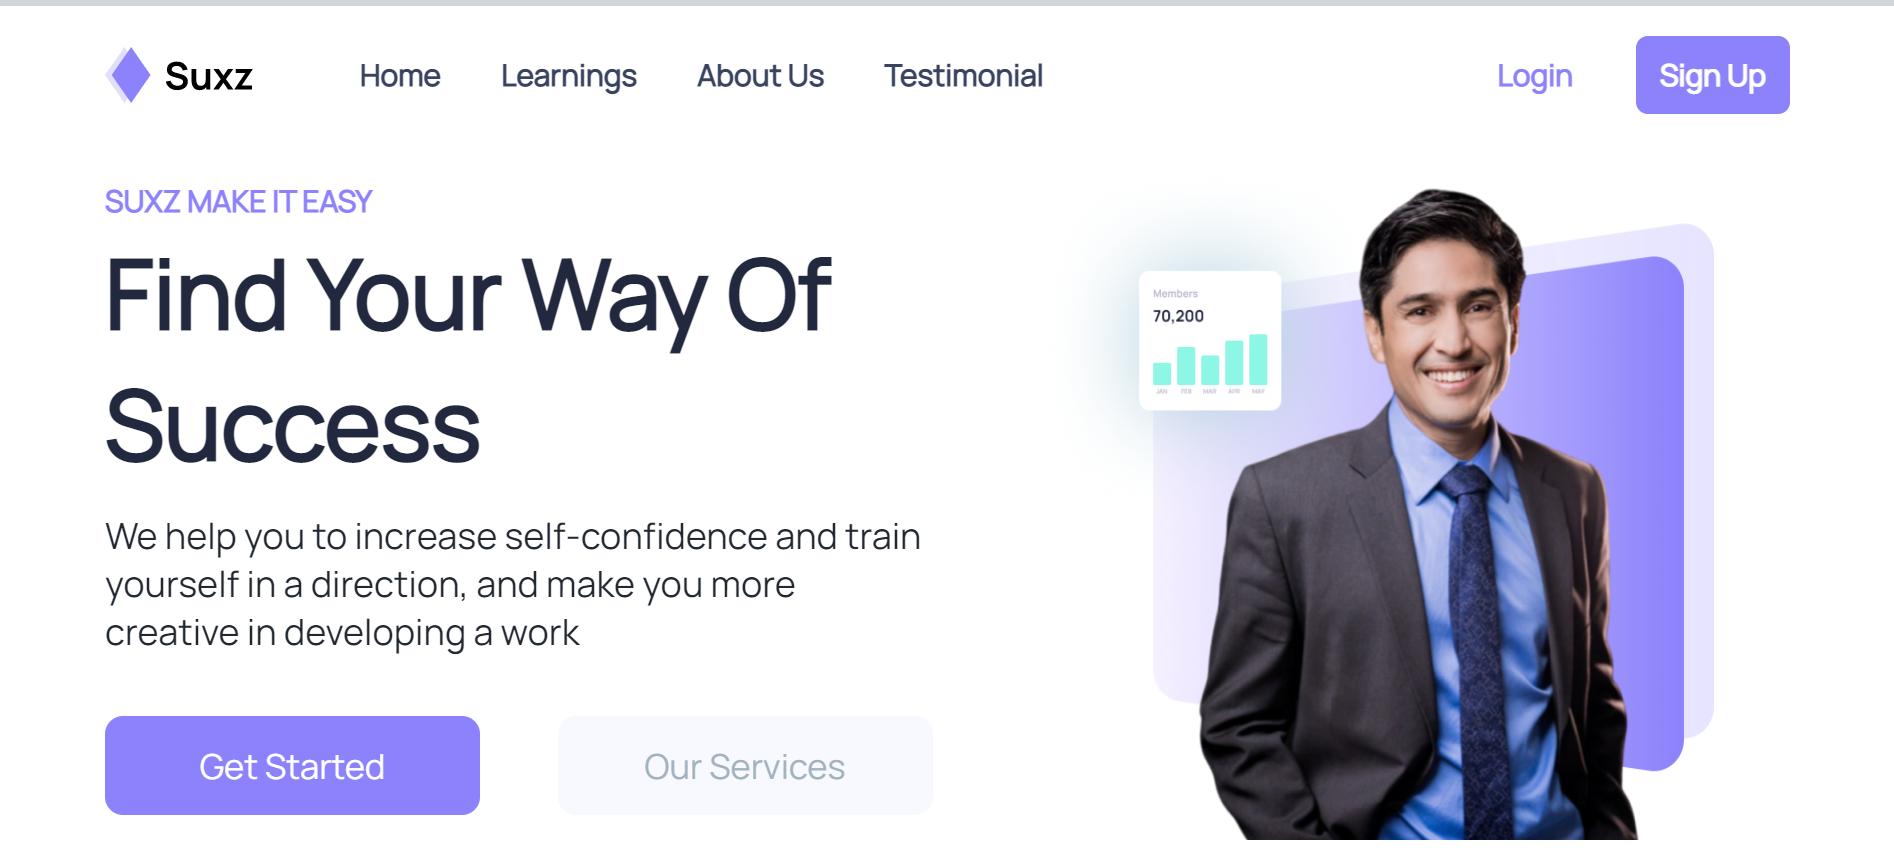 Suxz
Home
Learnings
About Us
Testimonial
Login
Sign Up
SUXZ MAKE IT EASY
Find Your Way Of
Success
We help you to increase self-confidence and train
yourself in a direction, and make you more
creative in developing a work
Get Started
Our Services
Members
70,200
JAN FEB MAR APR MAY